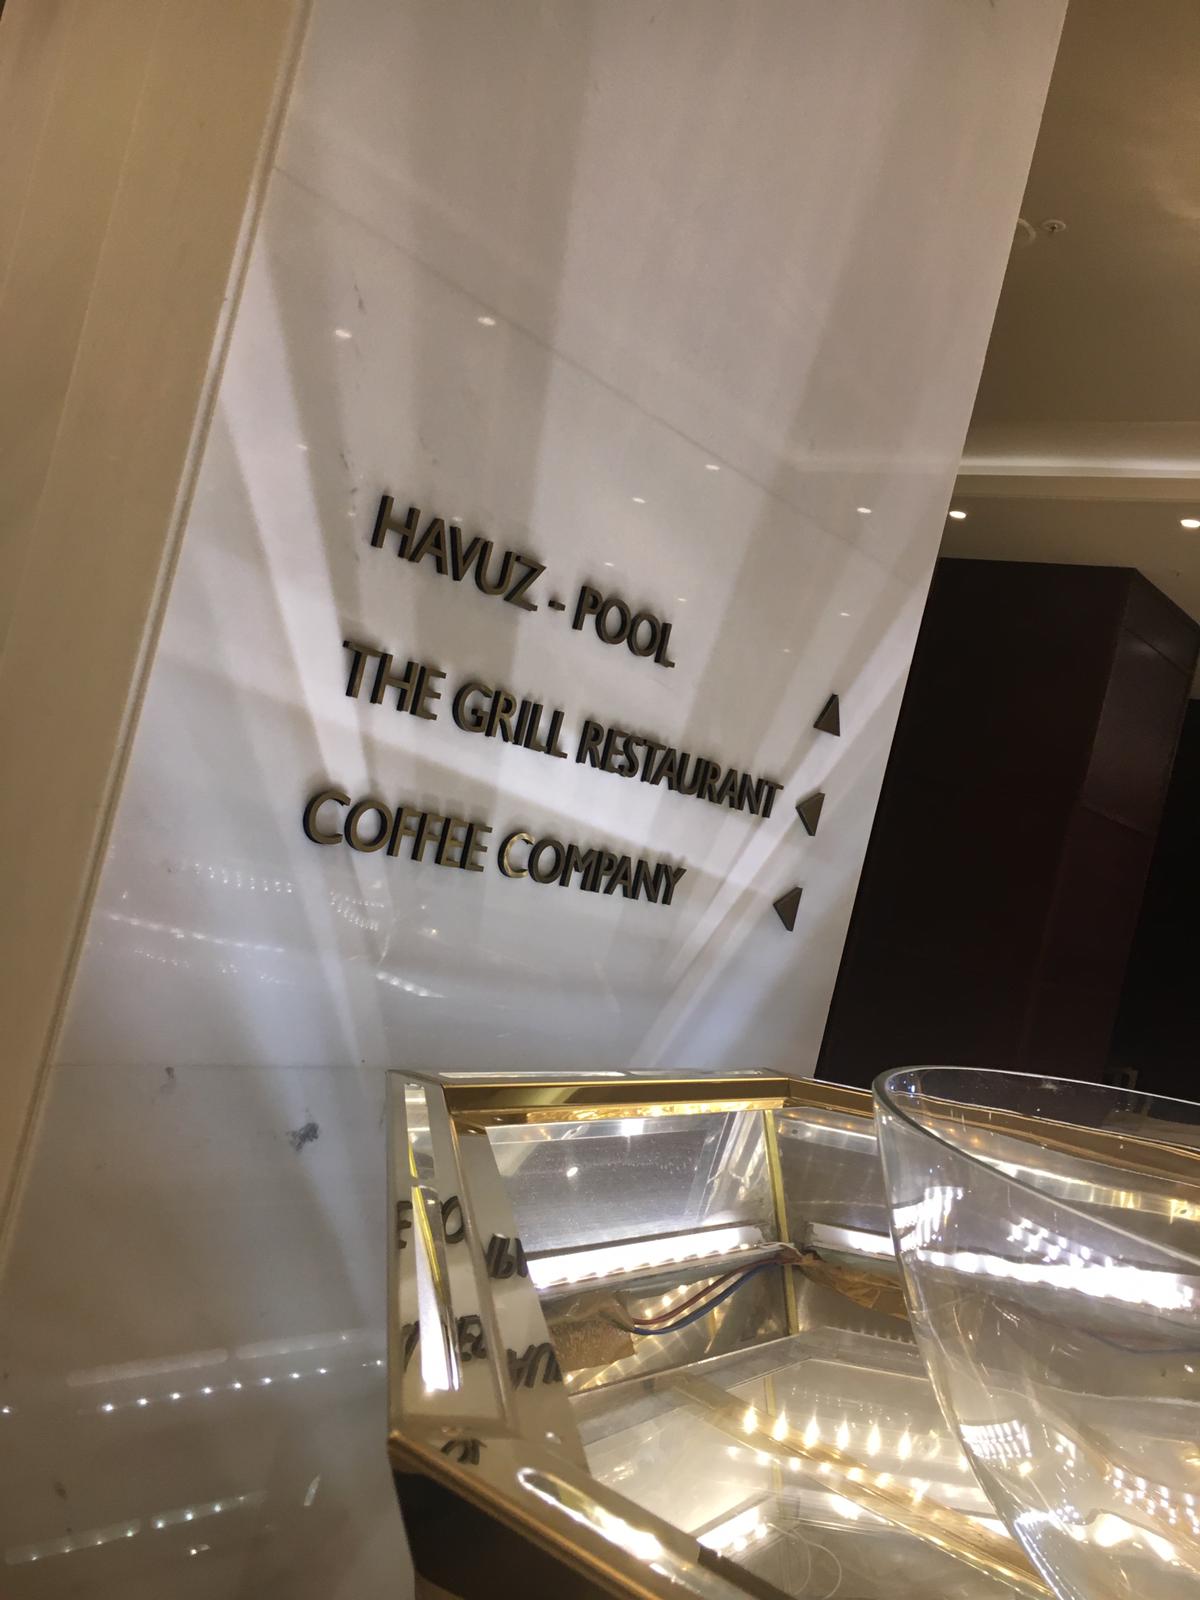 HAVUZ - POOL
THE GRILL RESTAURANT
COFFEE COMPANY